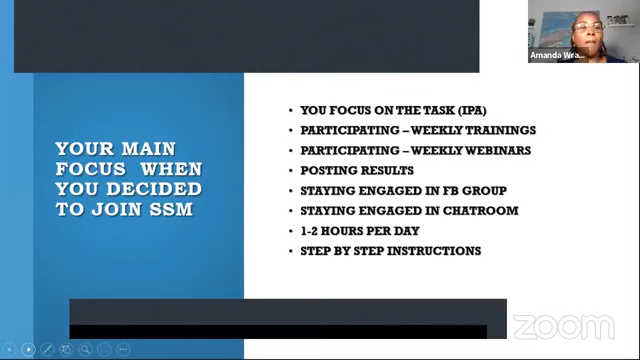 Amanda Wra...
YOUR MAIN
FOCUS WHEN
YOU DECIDED
TO JOIN SSM
• YOU FOCUS ON THE TASK (IPA)
• PARTICIPATING – WEEKLY TRAININGS
• PARTICIPATING – WEEKLY WEBINARS
• POSTING RESULTS
• STAYING ENGAGED IN FB GROUP
• STAYING ENGAGED IN CHATROOM
• 1-2 HOURS PER DAY
• STEP BY STEP INSTRUCTIONS
zoom